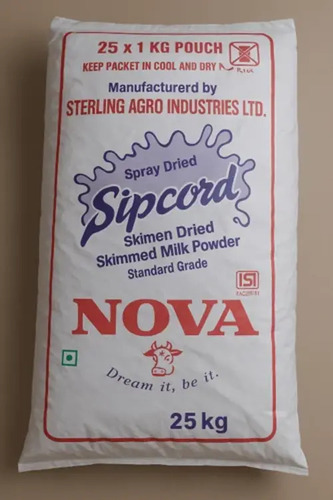 25 x 1 KG POUCH
KEEP PACKET IN COOL AND DRY
Manufacturerd by
STERLING AGRO INDUSTRIES LTD.
Spray Dried
Sipcord
Skimen Dried
Skimmed Milk Powder
Standard Grade
ISI
NOVA
Dream it, be it.
25 kg